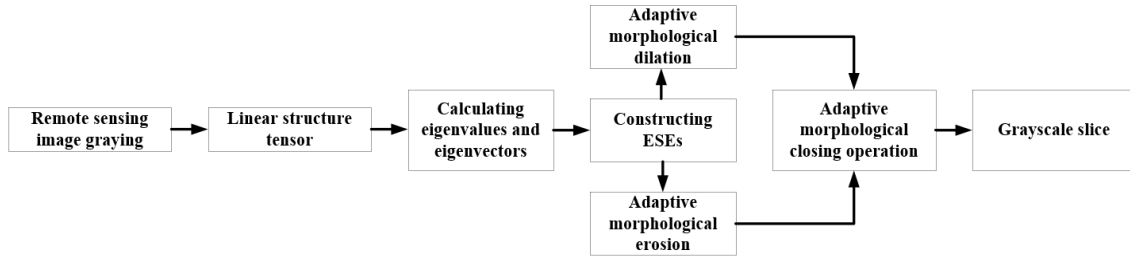 Remote sensing
image graying
Linear structure
tensor
Calculating
eigenvalues and
eigenvectors
Constructing
ESEs
Adaptive
morphological
dilation
Adaptive
morphological
erosion
Adaptive
morphological
closing operation
Grayscale slice